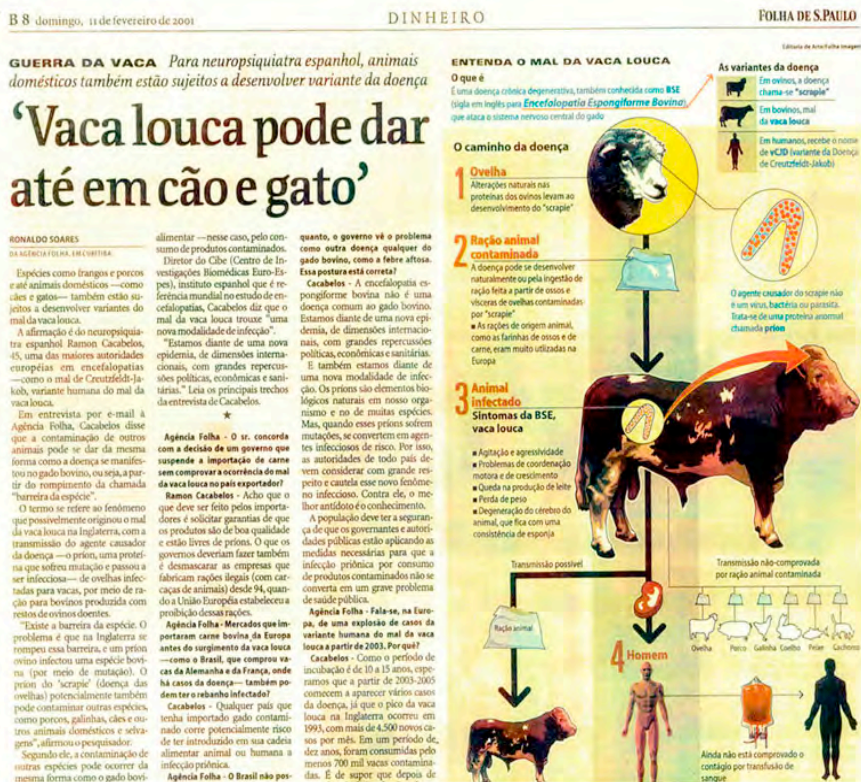 B 8 domingo, 11 de fevereiro de 2001
DINHEIRO
FOLHA DE S.PAULO
Editoria de Arte/Folha Imagem
GUERRA DA VACA Para neuropsiquiatra espanhol, animais
domésticos também estão sujeitos a desenvolver variante da doença
‘Vaca louca pode dar
até em cão e gato’
RONALDO SOARES
DA AGÊNCIA FOLHA, EM CURITIBA
Espécies como frangos e porcos
e até animais domésticos —como
cães e gatos— também estão su-
jeitos a desenvolver variantes do
mal da vaca louca.
A afirmação é do neuropsiquia-
tra espanhol Ramon Cacabelos,
45, uma das maiores autoridades
européias em encefalopatias
—como o mal de Creutzfeldt-Ja-
kob, variante humana do mal da
vaca louca.
Em entrevista por e-mail à
Agência Folha, Cacabelos disse
que a contaminação de outros
animais pode se dar da mesma
forma como a doença se manifes-
tou no gado bovino, ou seja, a par-
tir do rompimento da chamada
“barreira da espécie”.
O termo se refere ao fenômeno
que possivelmente originou o mal
da vaca louca na Inglaterra, com a
transmissão do agente causador
da doença —o príon, uma proteí-
na que sofreu mutação e passou a
ser infecciosa— de ovelhas infec-
tadas para vacas, por meio de ra-
ção para bovinos produzida com
restos de ovinos doentes.
“Existe a barreira da espécie. O
problema é que na Inglaterra se
rompeu essa barreira, e um príon
ovino infectou uma espécie bovi-
na (por meio de mutação). O
príon do ‘scrapie’ (doença das
ovelhas) potencialmente também
pode contaminar outras espécies,
como porcos, galinhas, cães e ou-
tros animais domésticos e selva-
gens”, afirmou o pesquisador.
Segundo ele, a contaminação de
outras espécies pode ocorrer da
mesma forma como o gado bovi-
alimentar —nesse caso, pelo con-
sumo de produtos contaminados.
Diretor do Cibe (Centro de In-
vestigações Biomédicas Euro-Es-
pes), instituto espanhol que é re-
ferência mundial no estudo de en-
cefalopatias, Cacabelos diz que o
mal da vaca louca trouxe “uma
nova modalidade de infecção”.
“Estamos diante de uma nova
epidemia, de dimensões interna-
cionais, com grandes repercus-
sões políticas, econômicas e sani-
tárias.” Leia os principais trechos
da entrevista de Cacabelos.
★
Agência Folha - O sr. concorda
com a decisão de um governo que
suspende a importação de carne
sem comprovar a ocorrência do mal
da vaca louca no país exportador?
Ramon Cacabelos - Acho que o
que deve ser feito pelos importa-
dores é solicitar garantias de que
os produtos são de boa qualidade
e estão livres de príons. O que os
governos deveriam fazer também
é desmascarar as empresas que
fabricam rações ilegais (com car-
caças de animais) desde 94, quan-
do a União Européia estabeleceu a
proibição dessas rações.
Agência Folha - Mercados que im-
portaram carne bovina da Europa
antes do surgimento da vaca louca
—como o Brasil, que comprou va-
cas da Alemanha e da França, onde
há casos da doença— também po-
dem ter o rebanho infectado?
Cacabelos - Qualquer país que
tenha importado gado contami-
nado corre potencialmente risco
de ter introduzido em sua cadeia
alimentar animal ou humana a
infecção priônica.
Agência Folha - O Brasil não pos-
quanto, o governo vê o problema
como outra doença qualquer do
gado bovino, como a febre aftosa.
Essa postura está correta?
Cacabelos - A encefalopatia es-
pongiforme bovina não é uma
doença comum ao gado bovino.
Estamos diante de uma nova epi-
demia, de dimensões internacio-
nais, com grandes repercussões
políticas, econômicas e sanitárias.
E também estamos diante de
uma nova modalidade de infec-
ção. Os príons são elementos bio-
lógicos naturais em nosso orga-
nismo e no de muitas espécies.
Mas, quando esses príons sofrem
mutações, se convertem em agen-
tes infecciosos de risco. Por isso,
as autoridades de todo país de-
vem considerar com grande res-
peito e cautela esse novo fenôme-
no infeccioso. Contra ele, o me-
lhor antídoto é o conhecimento.
A população deve ter a seguran-
ça de que os governantes e autori-
dades públicas estão aplicando as
medidas necessárias para que a
infecção priônica por consumo
de produtos contaminados não se
converta em um grave problema
de saúde pública.
Agência Folha - Fala-se, na Euro-
pa, de uma explosão de casos da
variante humana do mal da vaca
louca a partir de 2003. Por quê?
Cacabelos - Como o período de
incubação é de 10 a 15 anos, espe-
ramos que a partir de 2003-2005
comecem a aparecer vários casos
da doença, já que o pico da vaca
louca na Inglaterra ocorreu em
1993, com mais de 4.500 novos ca-
sos por mês. Em um período de
dez anos, foram consumidas pelo
menos 700 mil vacas contamina-
das. É de supor que depois de
ENTENDA O MAL DA VACA LOUCA
O que é
É uma doença crônica degenerativa, também conhecida como BSE
(sigla em inglês para Encefalopatia Espongiforme Bovina),
que ataca o sistema nervoso central do gado
As variantes da doença
Em ovinos, a doença
chama-se "scrapie"
Em bovinos, mal
da vaca louca
Em humanos, recebe o nome
de vCJD (variante da Doença
de Creutzfeldt-Jakob)
O caminho da doença
1 Ovelha
Alterações naturais nas
proteínas dos ovinos levam ao
desenvolvimento do "scrapie"
2 Ração animal
contaminada
A doença pode se desenvolver
naturalmente ou pela ingestão de
ração feita a partir de ossos e
vísceras de ovelhas contaminadas
por "scrapie"
■ As rações de origem animal,
como as farinhas de ossos e de
carne, eram muito utilizadas na
Europa
O agente causador do scrapie não
é um vírus, bactéria ou parasita.
Trata-se de uma proteína anormal
chamada príon
3 Animal
infectado
Sintomas da BSE,
vaca louca
■ Agitação e agressividade
■ Problemas de coordenação
motora e de crescimento
■ Queda na produção de leite
■ Perda de peso
■ Degeneração do cérebro do
animal, que fica com uma
consistência de esponja
Transmissão possível
Transmissão não-comprovada
por ração animal contaminada
Ração animal
Ovelha Porco Galinha Coelho Peixe Cachorro
4 Homem
Ainda não está comprovado o
contágio por transfusão de
sangue